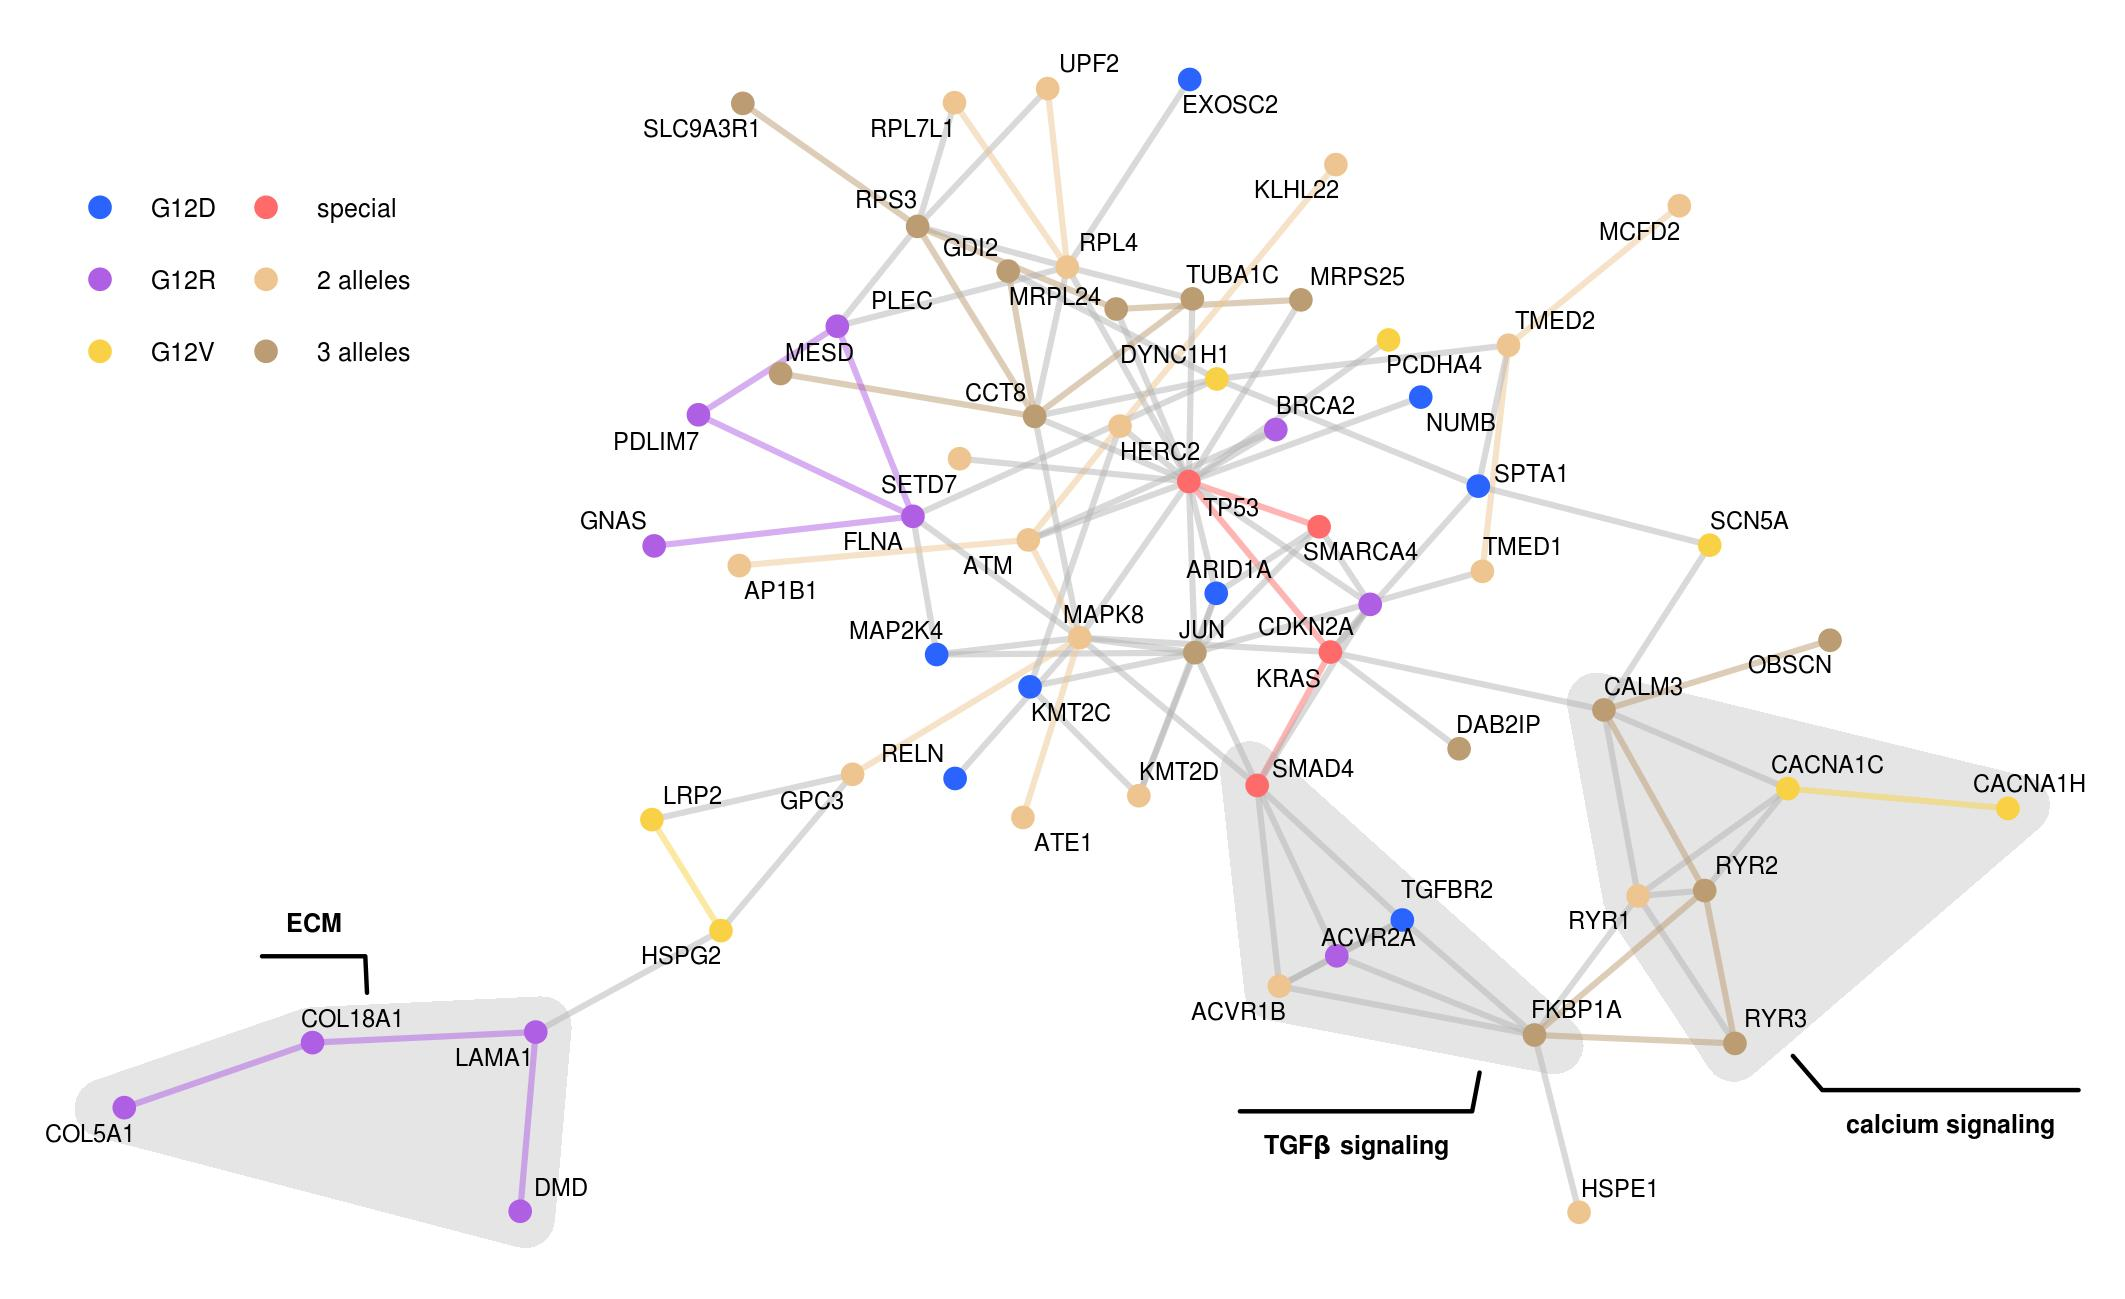 UPF2
EXOSC2
SLC9A3R1
RPL7L1
KLHL22
RPS3
G12D
special
MCFD2
GDI2
RPL4
TUBA1C
MRPS25
G12R
2 alleles
PLEC
MRPL24
TMED2
G12V
3 alleles
MESD
DYNC1H1
PCDHA4
CCT8
BRCA2
NUMB
PDLIM7
HERC2
SPTA1
SETD7
TP53
GNAS
SCN5A
FLNA
SMARCA4
TMED1
ATM
ARID1A
AP1B1
MAPK8
MAP2K4
JUN
CDKN2A
OBSCN
KRAS
CALM3
KMT2C
DAB2IP
RELN
KMT2D
SMAD4
CACNA1C
CACNA1H
LRP2
GPC3
ATE1
RYR2
TGFBR2
ECM
RYR1
ACVR2A
HSPG2
ACVR1B
FKBP1A
COL18A1
RYR3
LAMA1
calcium signaling
COL5A1
TGFβ signaling
DMD
HSPE1